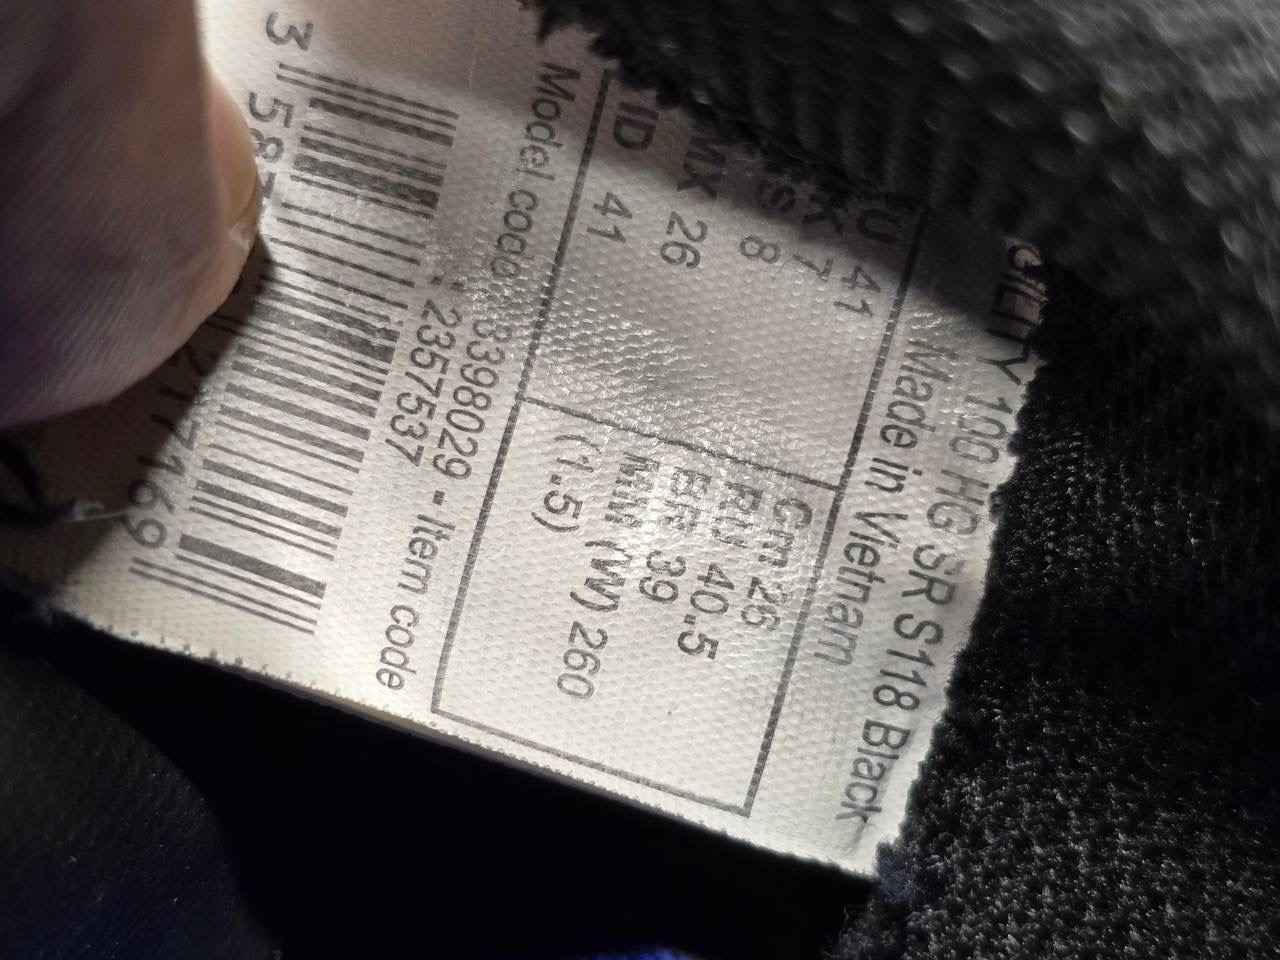 100 HG SR S118 Black
Made in Vietnam
41
7
8
MX 26
ID 41
Cm 26
RU 40.5
BR 39
MM (W) 260
(1.5)
Model code : 8398029 - Item code
: 2357537
3